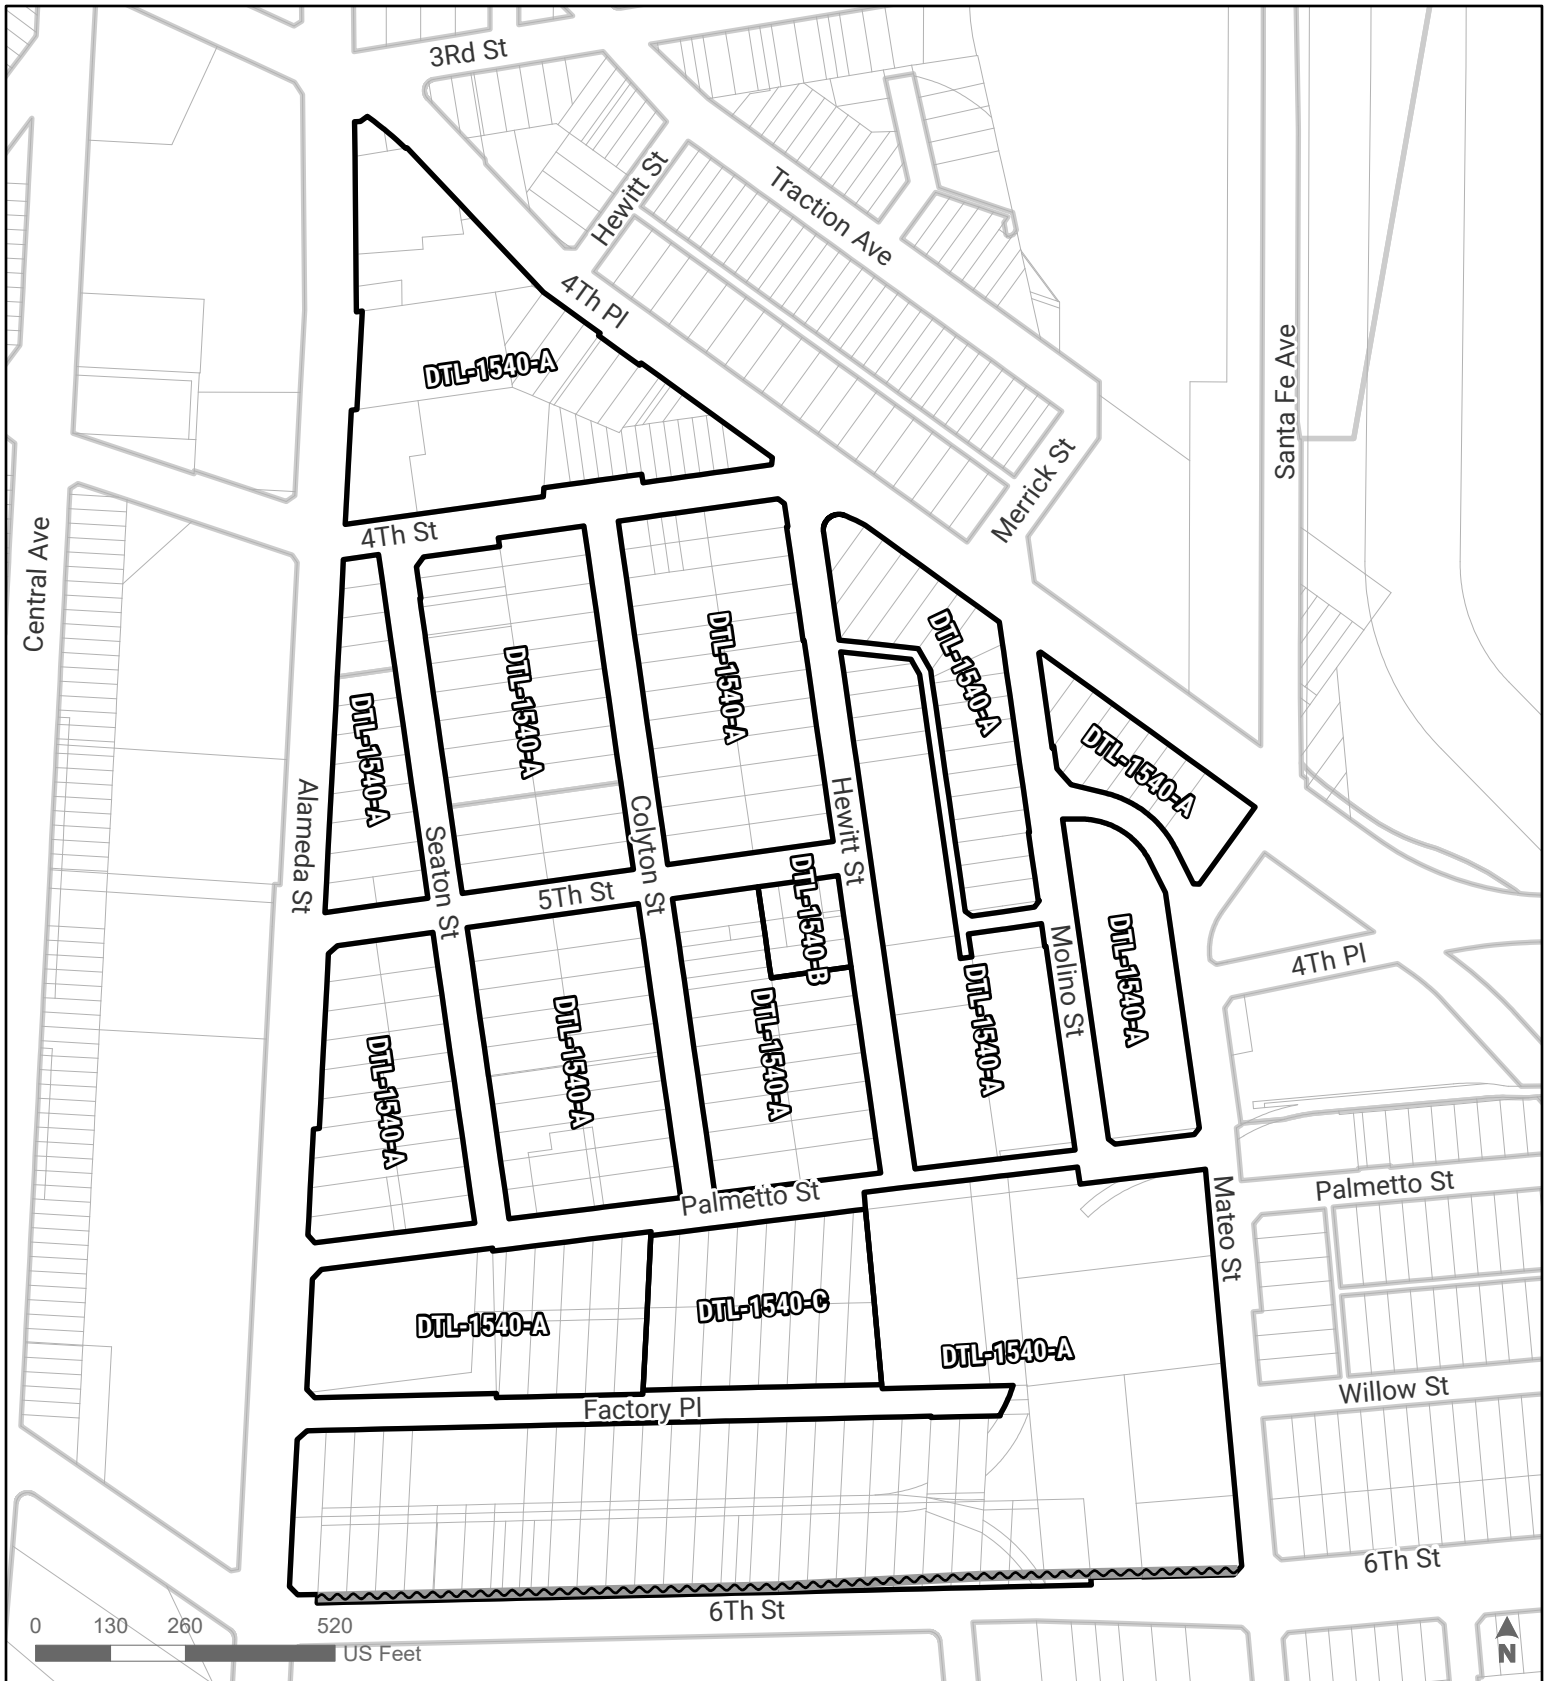 3Rd St
Hewitt St
Traction Ave
4Th Pl
DTL-1540-A
Santa Fe Ave
Merrick St
4Th St
Central Ave
DTL-1540-A
DTL-1540-A
DTL-1540-A
DTL-1540-A
DTL-1540-A
Alameda St
Seaton St
Colyton St
Hewitt St
5Th St
DTL-1540-B
Molino St
DTL-1540-A
4Th Pl
DTL-1540-A
DTL-1540-A
DTL-1540-A
DTL-1540-A
Palmetto St
Palmetto St
Mateo St
DTL-1540-A
DTL-1540-C
DTL-1540-A
Willow St
Factory Pl
6Th St
6Th St
0 130 260 520
US Feet
N